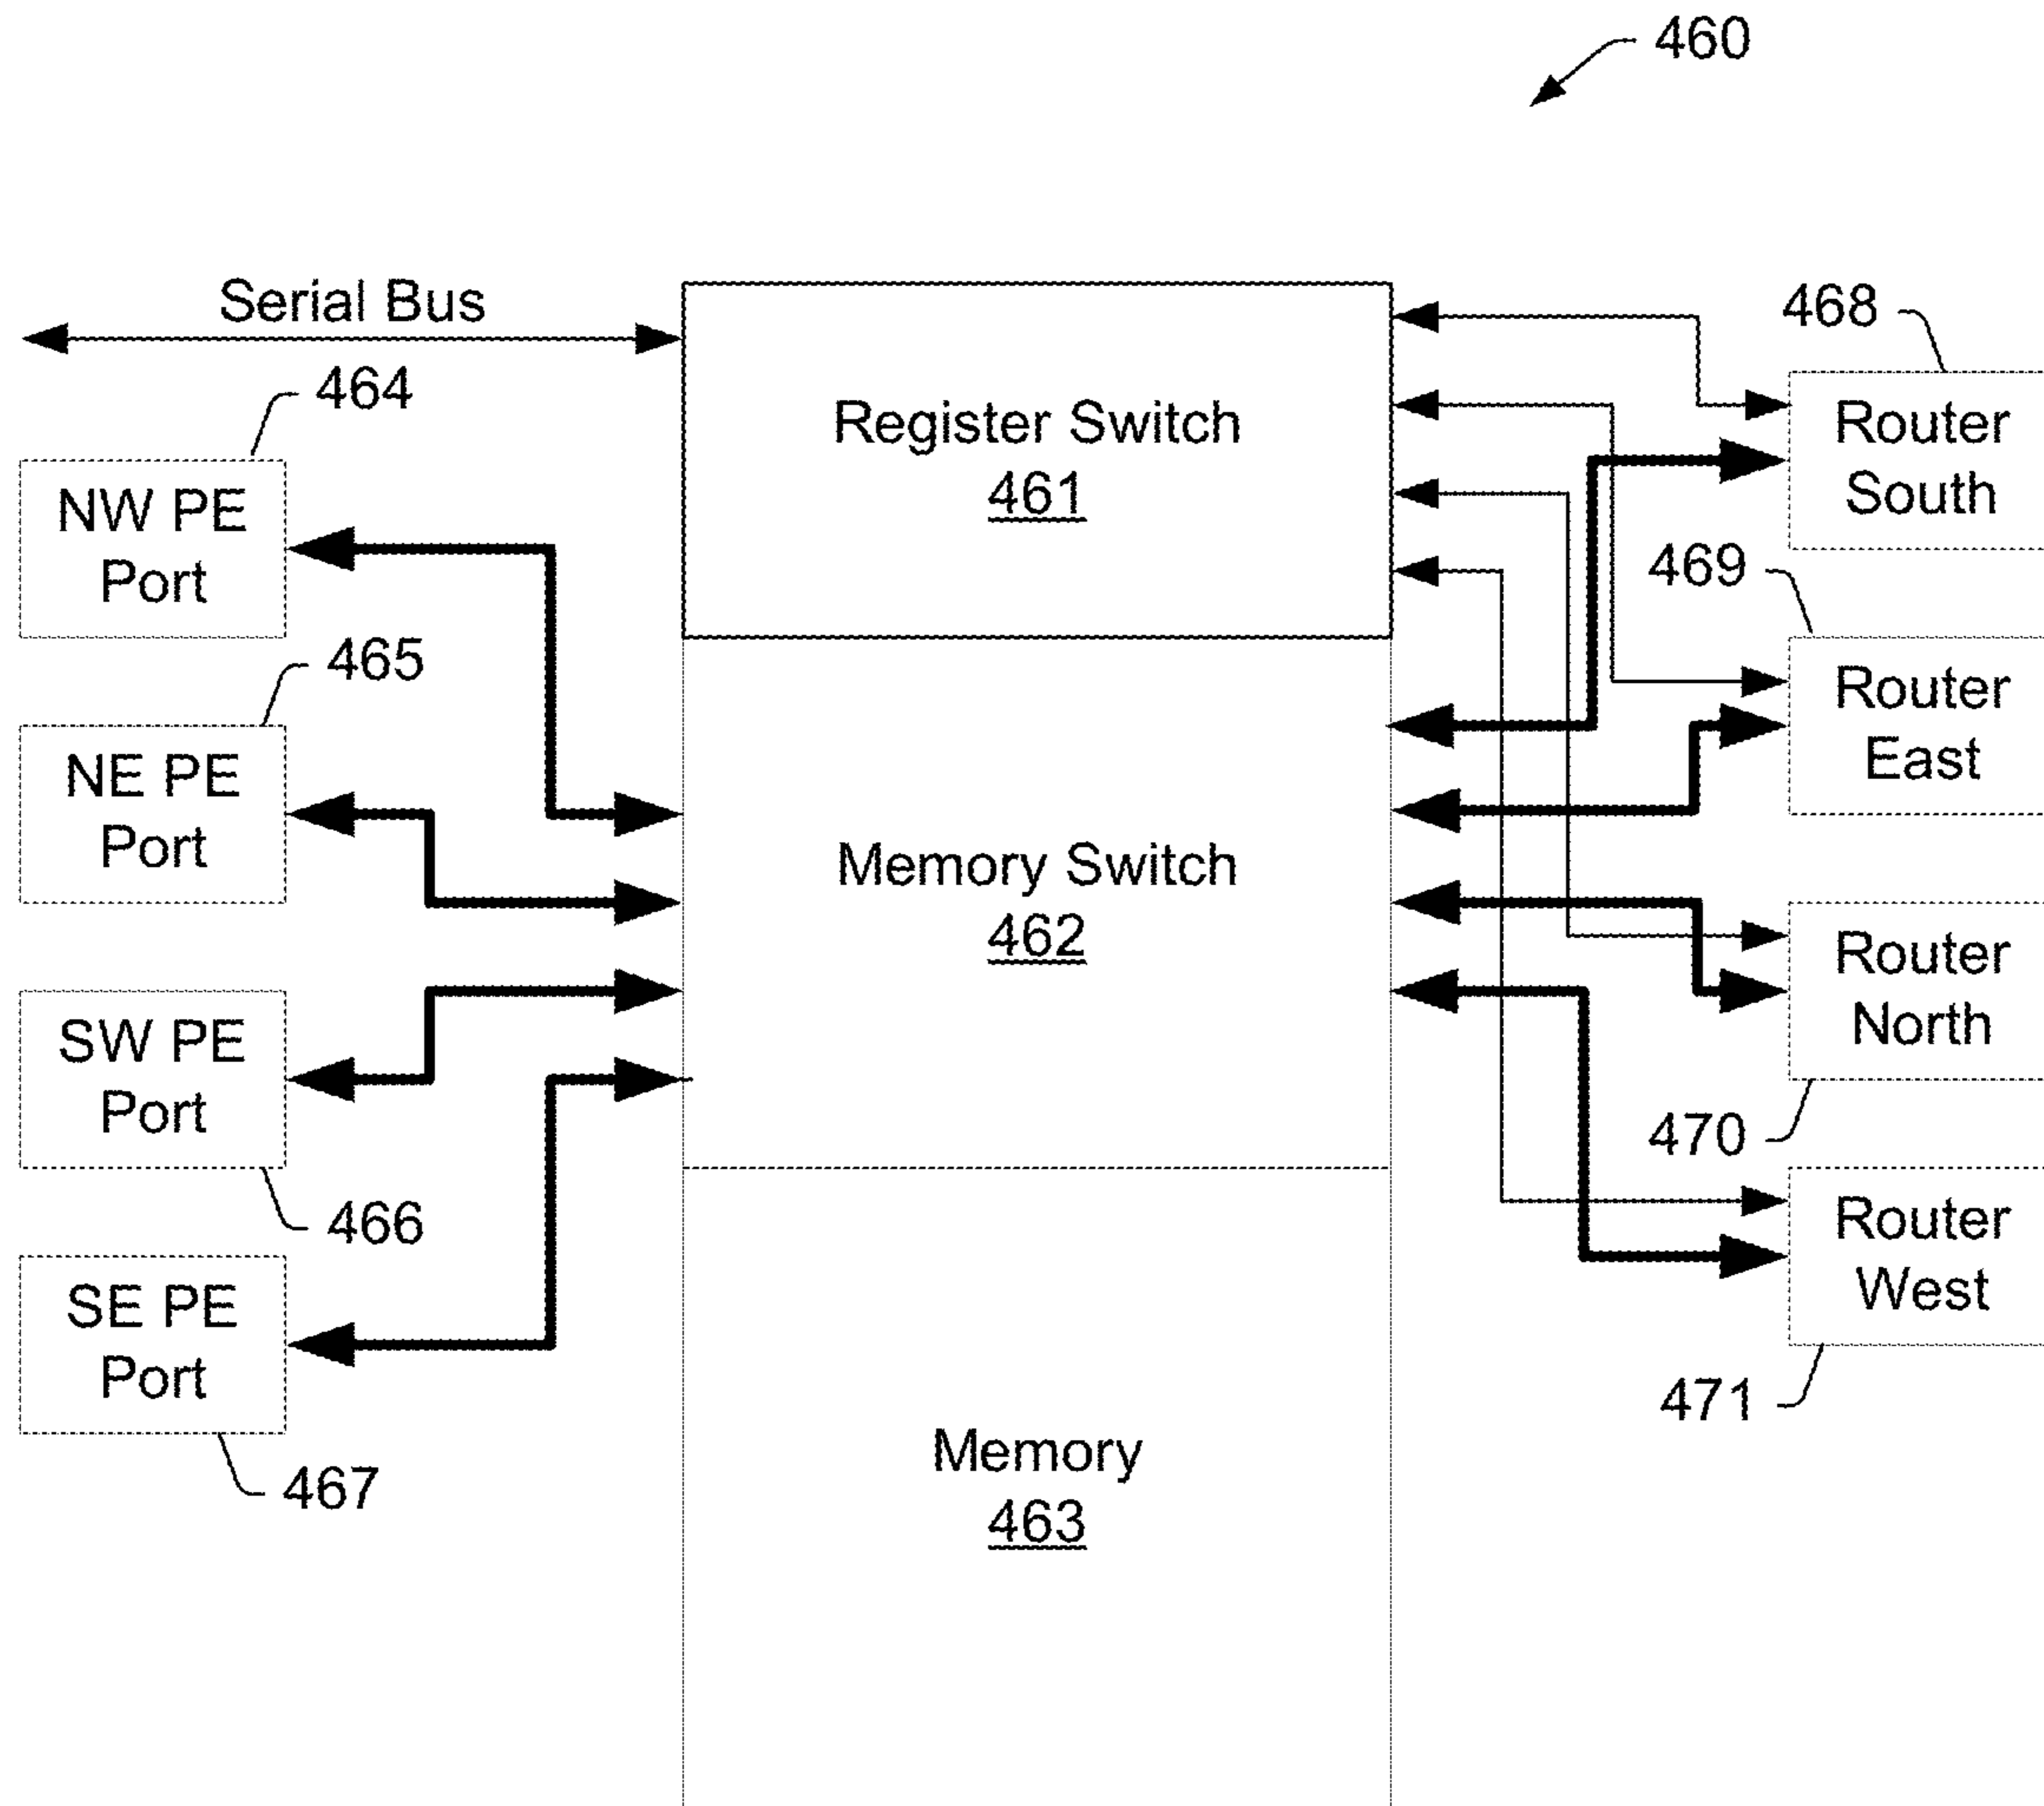 460
Serial Bus
464
NW PE
Port
465
NE PE
Port
SW PE
Port
466
SE PE
Port
467
Register Switch
461
Memory Switch
462
Memory
463
468
Router
South
469
Router
East
Router
North
470
Router
West
471